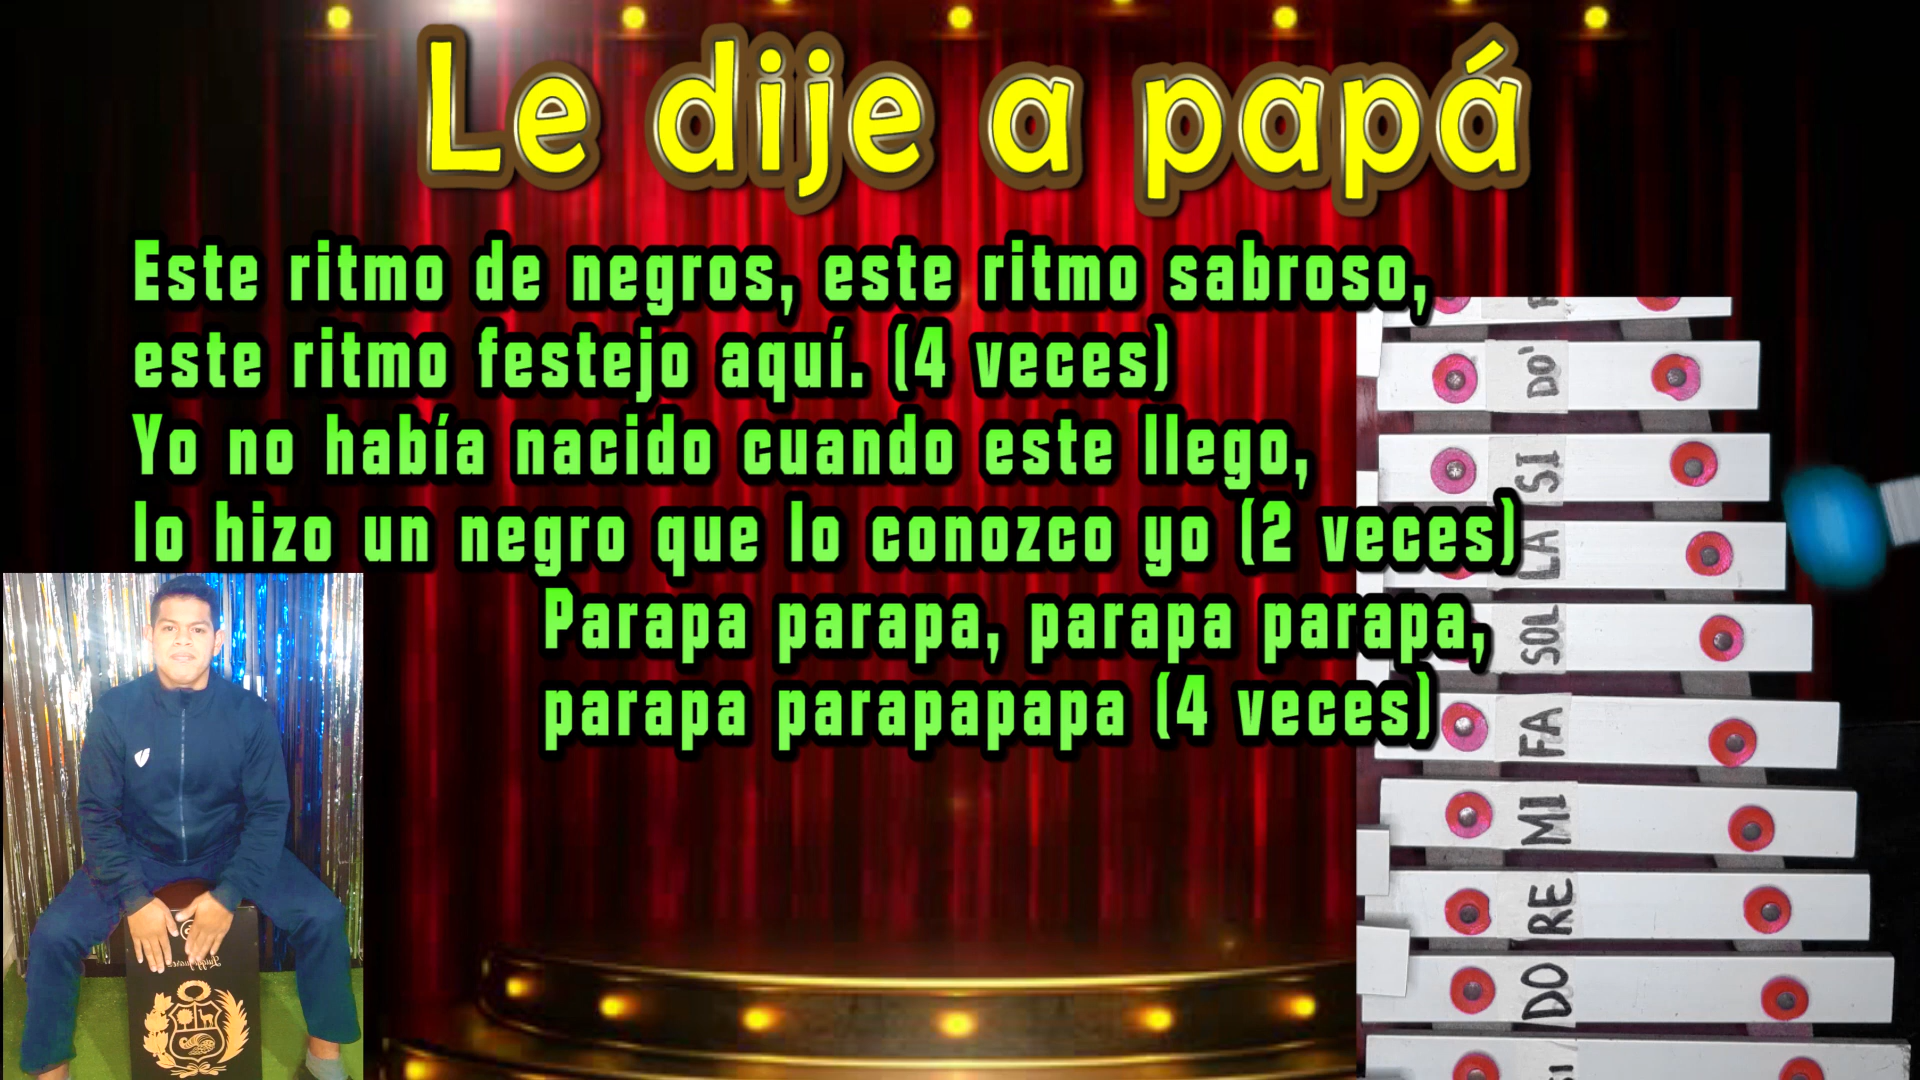 Le dije a papá
Este ritmo de negros, este ritmo sabroso,
este ritmo festejo aquí. (4 veces)
Yo no había nacido cuando este llego,
lo hizo un negro que lo conozco yo (2 veces)
Parapa parapa, parapa parapa,
parapa parapapapa (4 veces)
DO'
SI
LA
SOL
FA
MI
RE
DO
SI